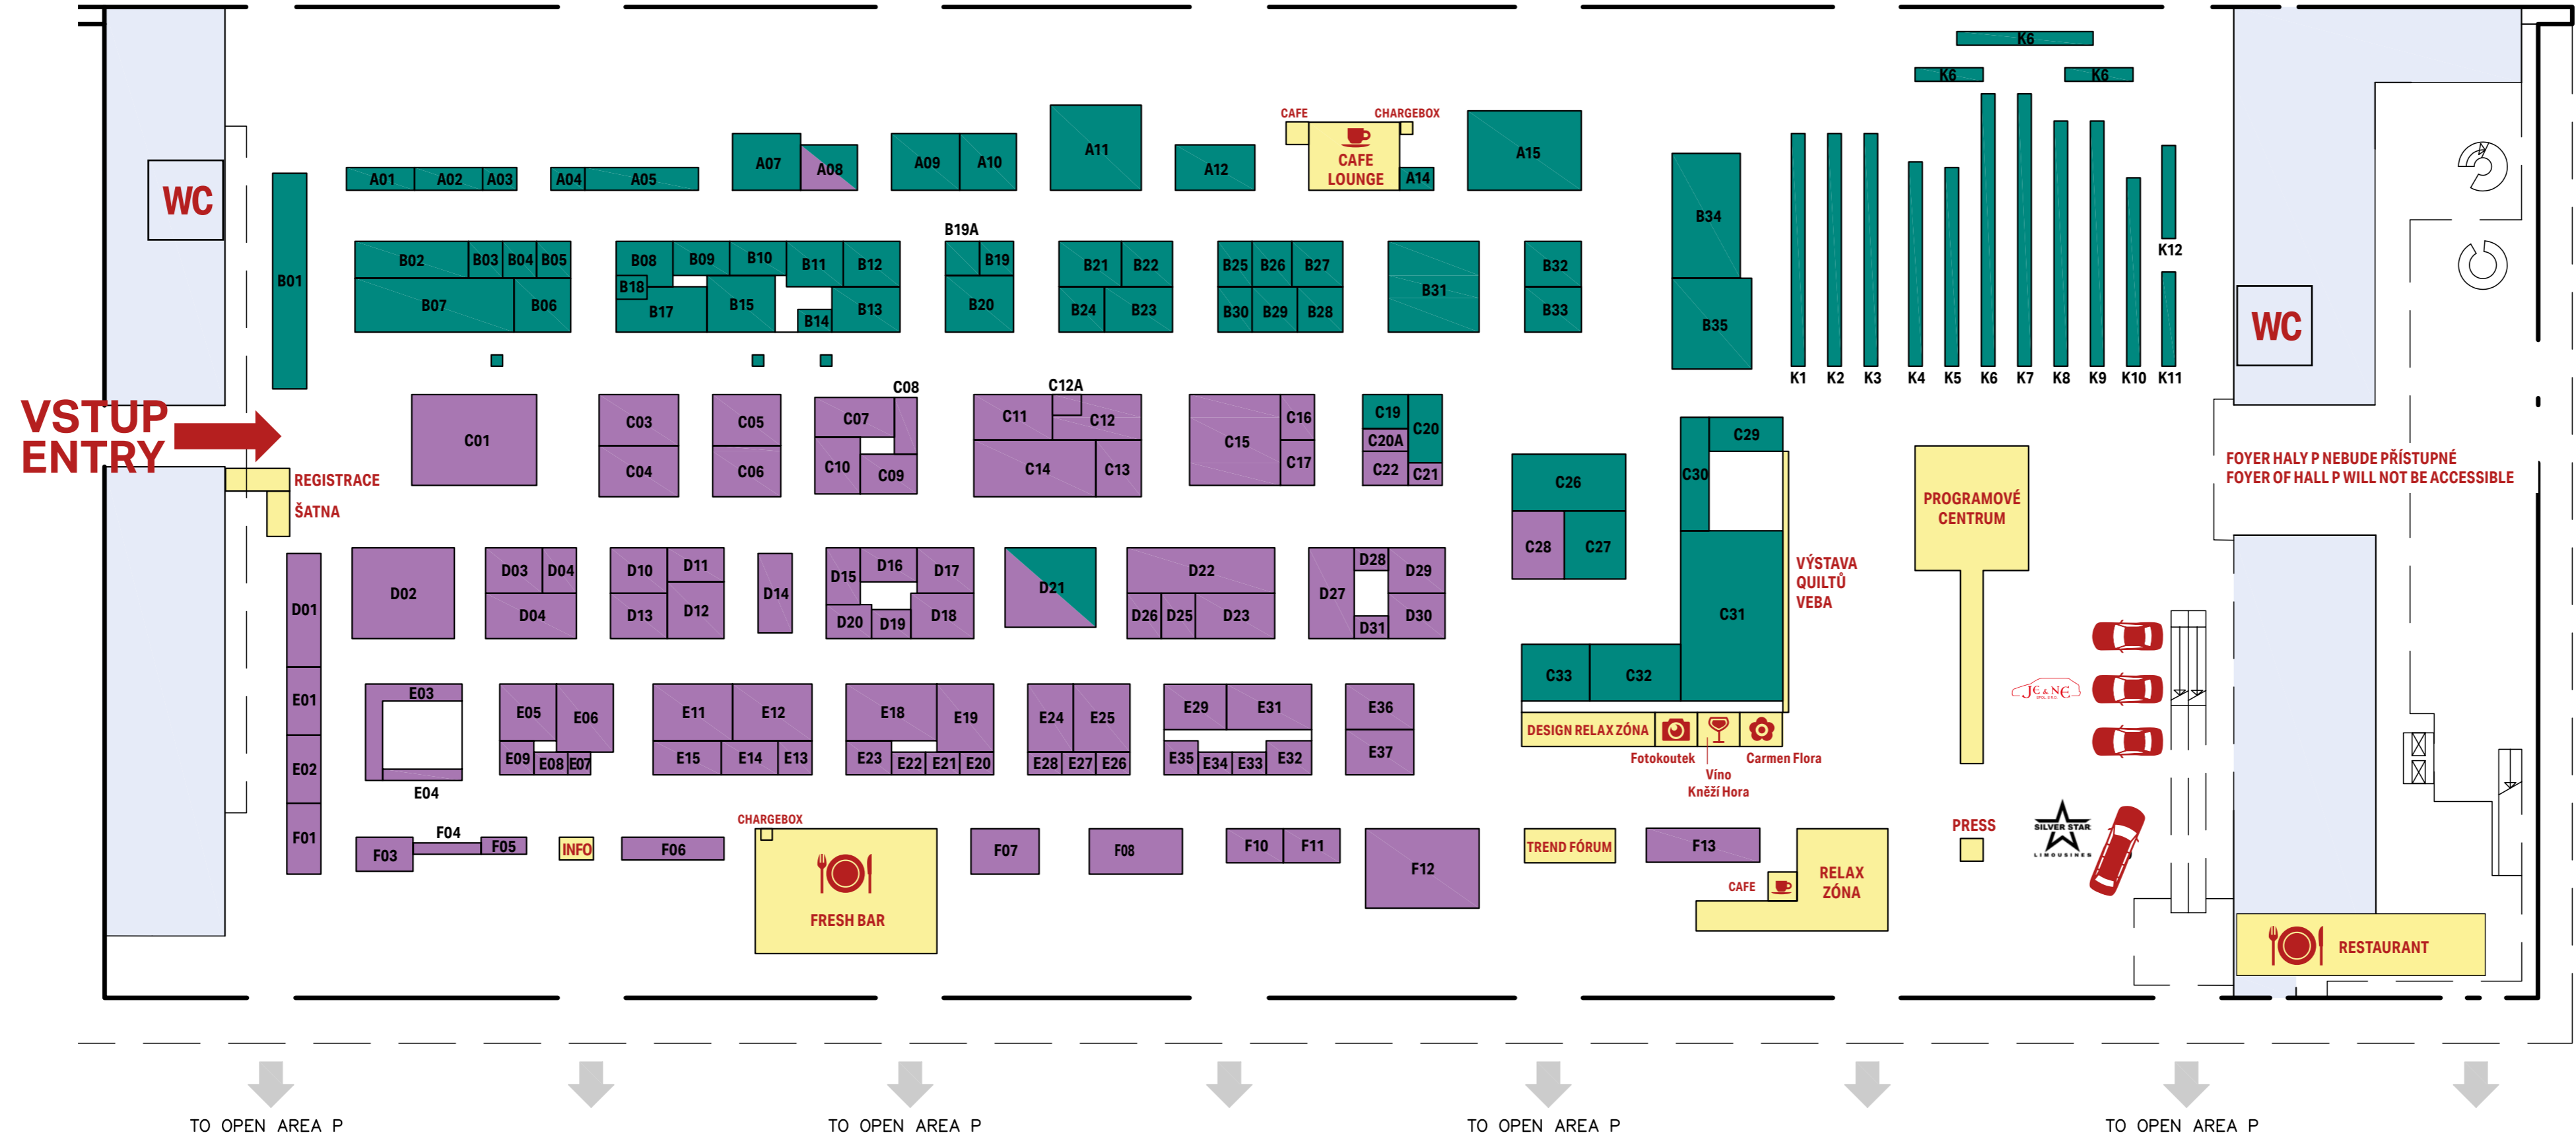 K6
K6
K6
CAFE
CHARGEBOX
CAFE
LOUNGE
A01
A02
A03
A04
A05
A07
A08
A09
A10
A11
A12
A14
A15
WC
B01
B02
B03
B04
B05
B07
B06
B08
B09
B10
B11
B12
B18
B17
B15
B14
B13
B19A
B19
B20
B21
B22
B24
B23
B25
B26
B27
B30
B29
B28
B31
B32
B33
B34
B35
K12
K1
K2
K3
K4
K5
K6
K7
K8
K9
K10
K11
WC
VSTUP
ENTRY
REGISTRACE
ŠATNA
C01
C03
C04
C05
C06
C07
C08
C10
C09
C12A
C11
C12
C14
C13
C15
C16
C17
C19
C20
C20A
C22
C21
C26
C28
C27
C29
C30
C31
C33
C32
VÝSTAVA
QUILTŮ
VEBA
PROGRAMOVÉ
CENTRUM
FOYER HALY P NEBUDE PŘÍSTUPNÉ
FOYER OF HALL P WILL NOT BE ACCESSIBLE
D01
D02
D03
D04
D04
D10
D11
D13
D12
D14
D15
D16
D17
D20
D19
D18
D21
D22
D26
D25
D23
D27
D28
D29
D31
D30
E01
E02
F01
E03
E04
E05
E06
E09
E08
E07
E11
E12
E15
E14
E13
E18
E19
E23
E22
E21
E20
E24
E25
E28
E27
E26
E29
E31
E35
E34
E33
E32
E36
E37
DESIGN RELAX ZÓNA
Fotokoutek
Víno
Kněží Hora
Carmen Flora
JE&NE
F03
F04
F05
INFO
F06
CHARGEBOX
FRESH BAR
F07
F08
F10
F11
F12
TREND FÓRUM
F13
CAFE
RELAX
ZÓNA
PRESS
SILVER STAR
LIMOUSINES
RESTAURANT
TO OPEN AREA P
TO OPEN AREA P
TO OPEN AREA P
TO OPEN AREA P